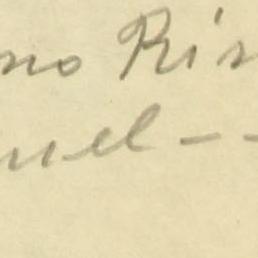 no Ris
uel - -